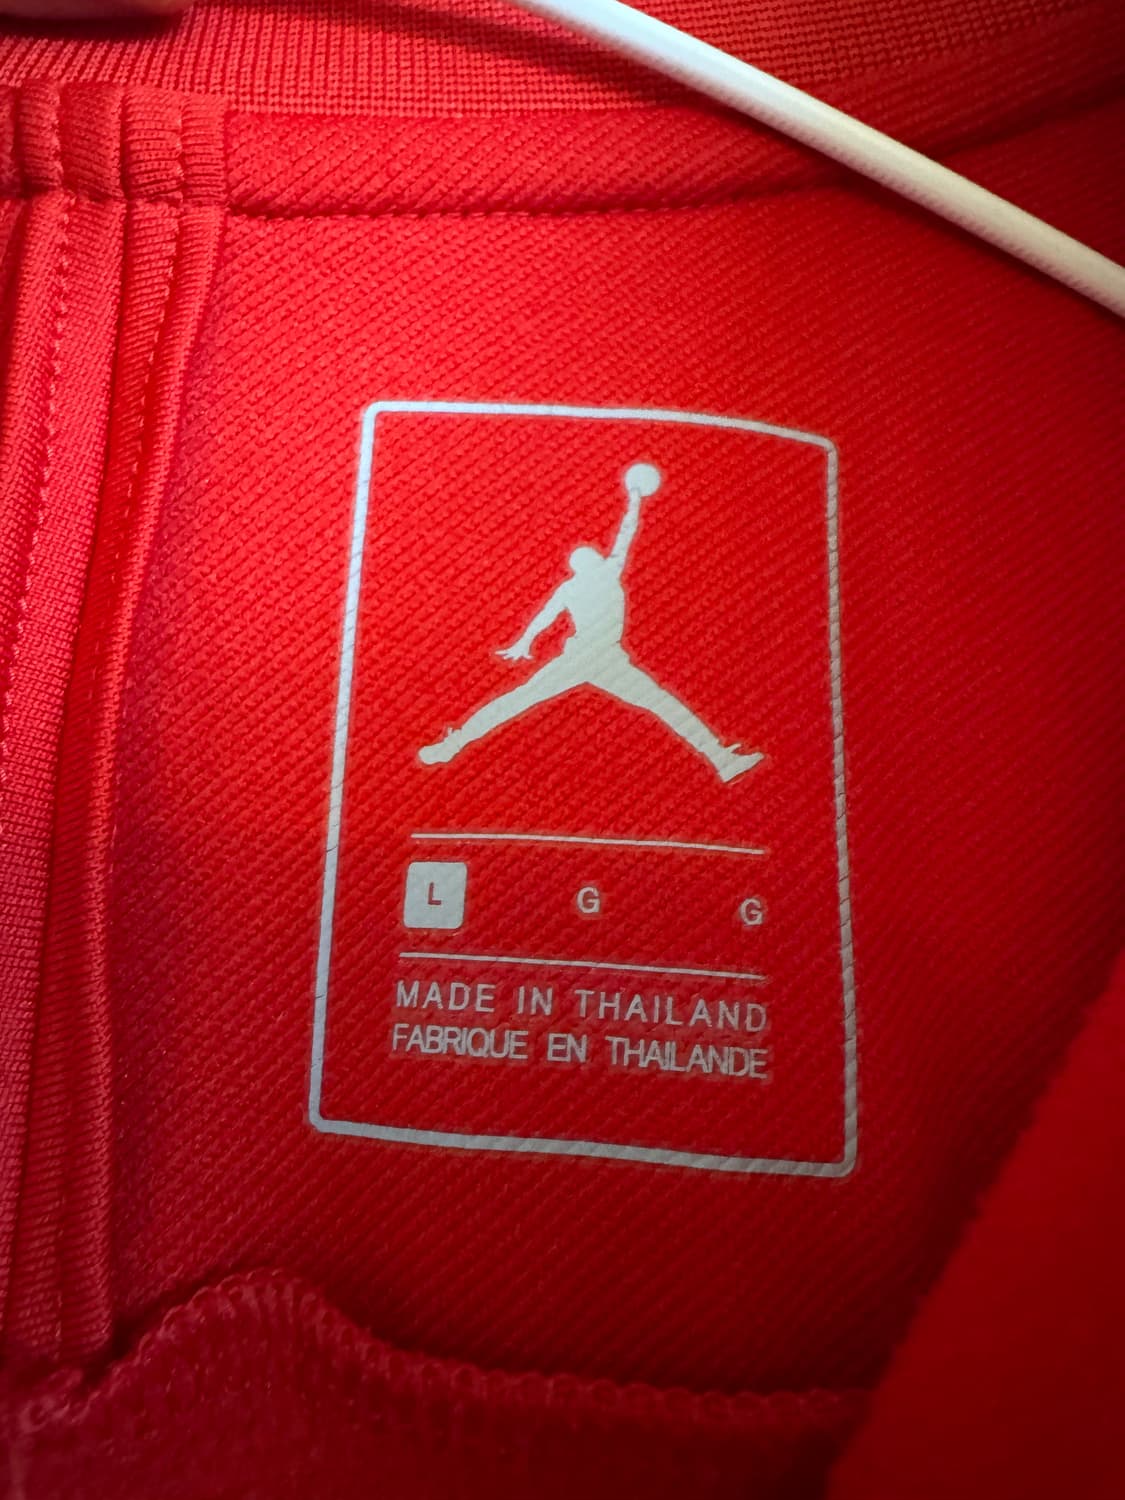 L G G
MADE IN THAILAND
FABRIQUE EN THAILANDE